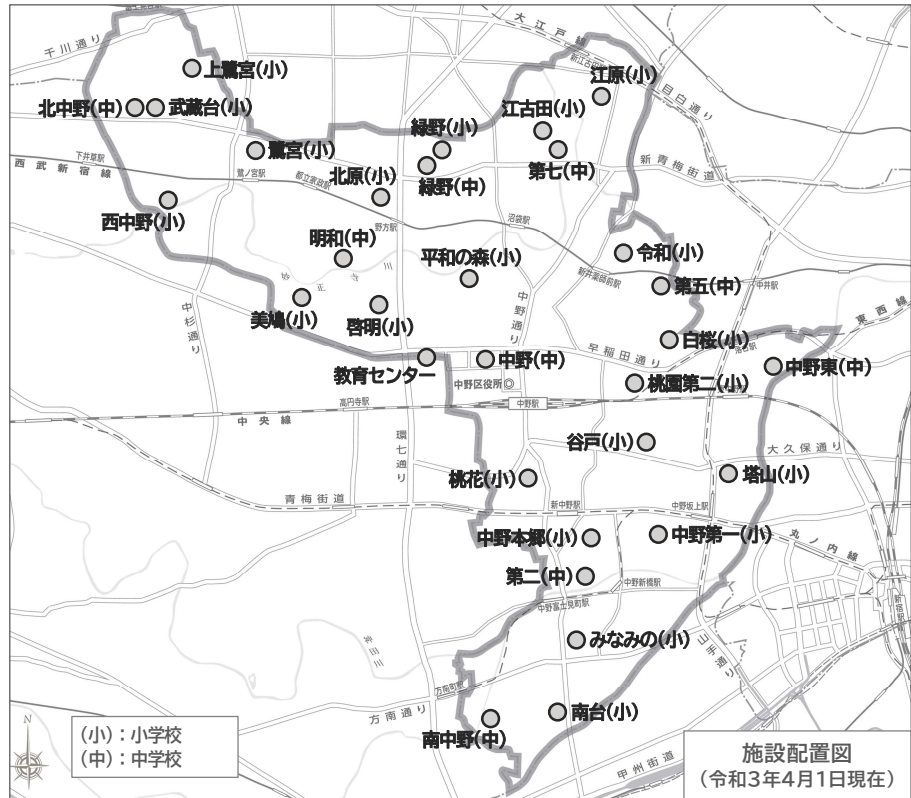 千川通り
大江戸線
新江古田駅
目白通り
上鷺宮(小)
江原(小)
北中野(中)
武蔵台(小)
江古田(小)
緑野(小)
鷺宮(小)
第七(中)
緑野(中)
新青梅街道
下井草駅
西武新宿線
鷺ノ宮駅
都立家政駅
北原(小)
西中野(小)
野方駅
沼袋駅
明和(中)
平和の森(小)
令和(小)
妙正寺川
新井薬師前駅
第五(中)
中井駅
中野通り
美鳩(小)
啓明(小)
中杉通り
東西線
白桜(小)
早稲田通り
落合駅
教育センター
中野(中)
中野東(中)
中野区役所◎
桃園第二(小)
高円寺駅
中野駅
中央線
環七通り
谷戸(小)
大久保通り
桃花(小)
塔山(小)
青梅街道
新中野駅
中野坂上駅
中野本郷(小)
中野第一(小)
丸ノ内線
第二(中)
中野新橋駅
中野富士見町駅
新宿駅
みなみの(小)
山手通り
方南町駅
方南通り
南台(小)
南中野(中)
甲州街道
N
(小):小学校
(中):中学校
施設配置図
(令和3年4月1日現在)